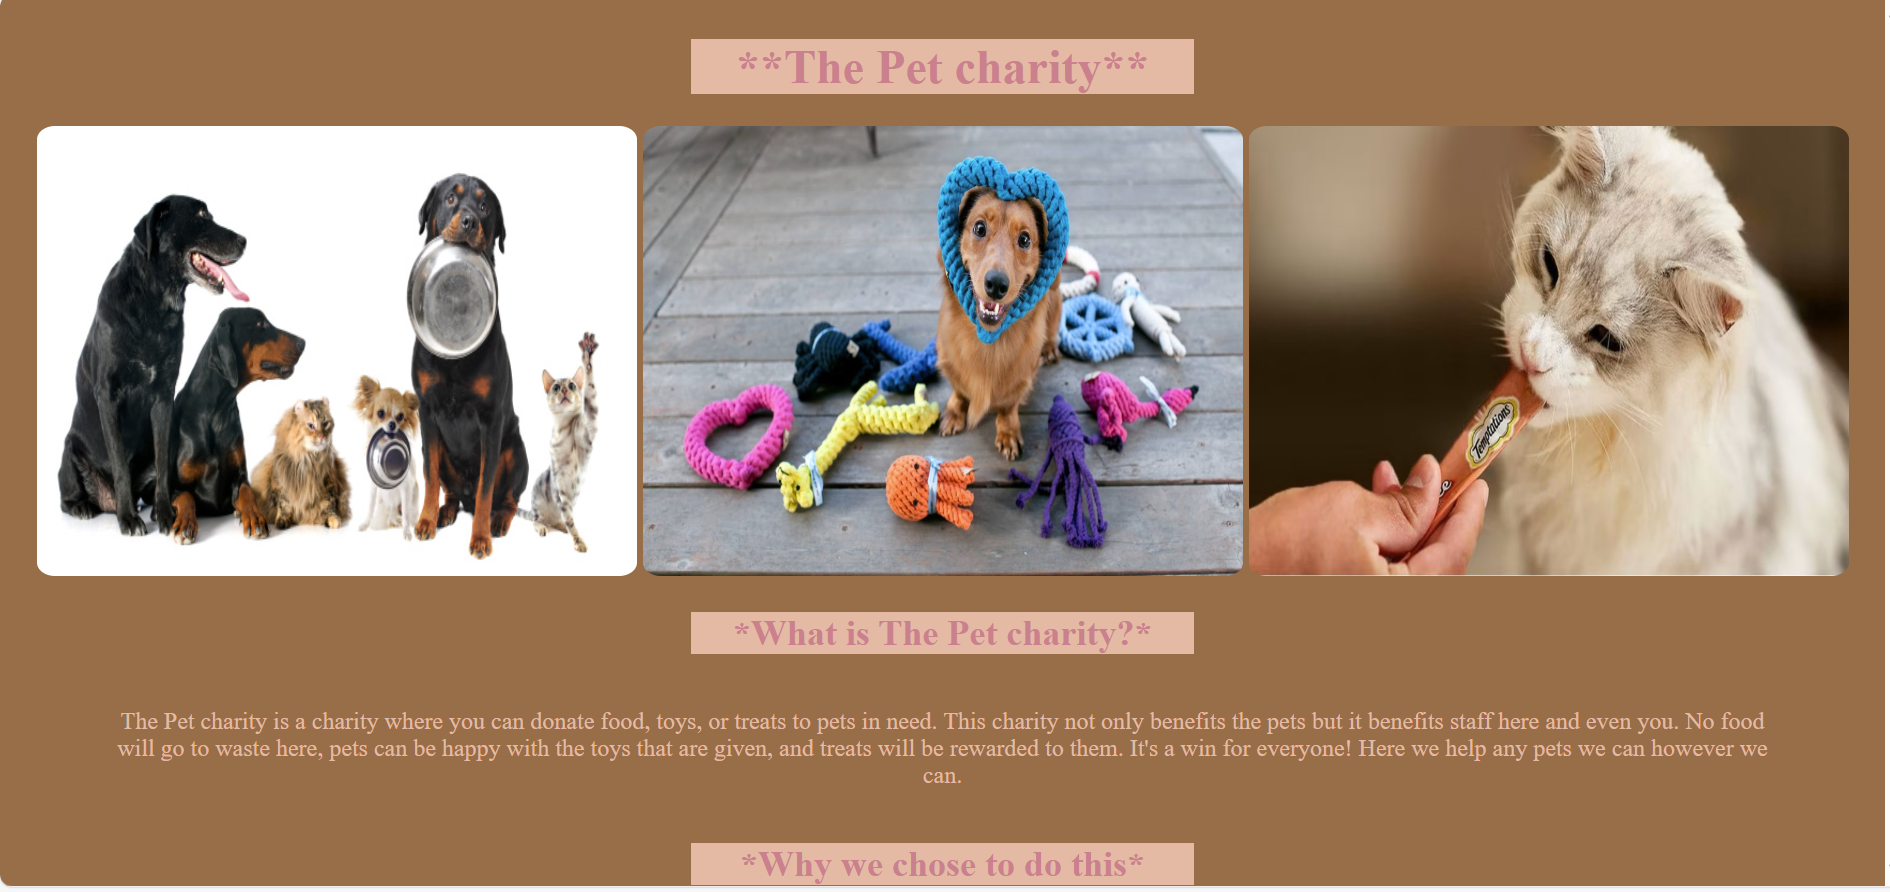 **The Pet charity**
Temptations
*What is The Pet charity?*
The Pet charity is a charity where you can donate food, toys, or treats to pets in need. This charity not only benefits the pets but it benefits staff here and even you. No food
will go to waste here, pets can be happy with the toys that are given, and treats will be rewarded to them. It's a win for everyone! Here we help any pets we can however we
can.
*Why we chose to do this*